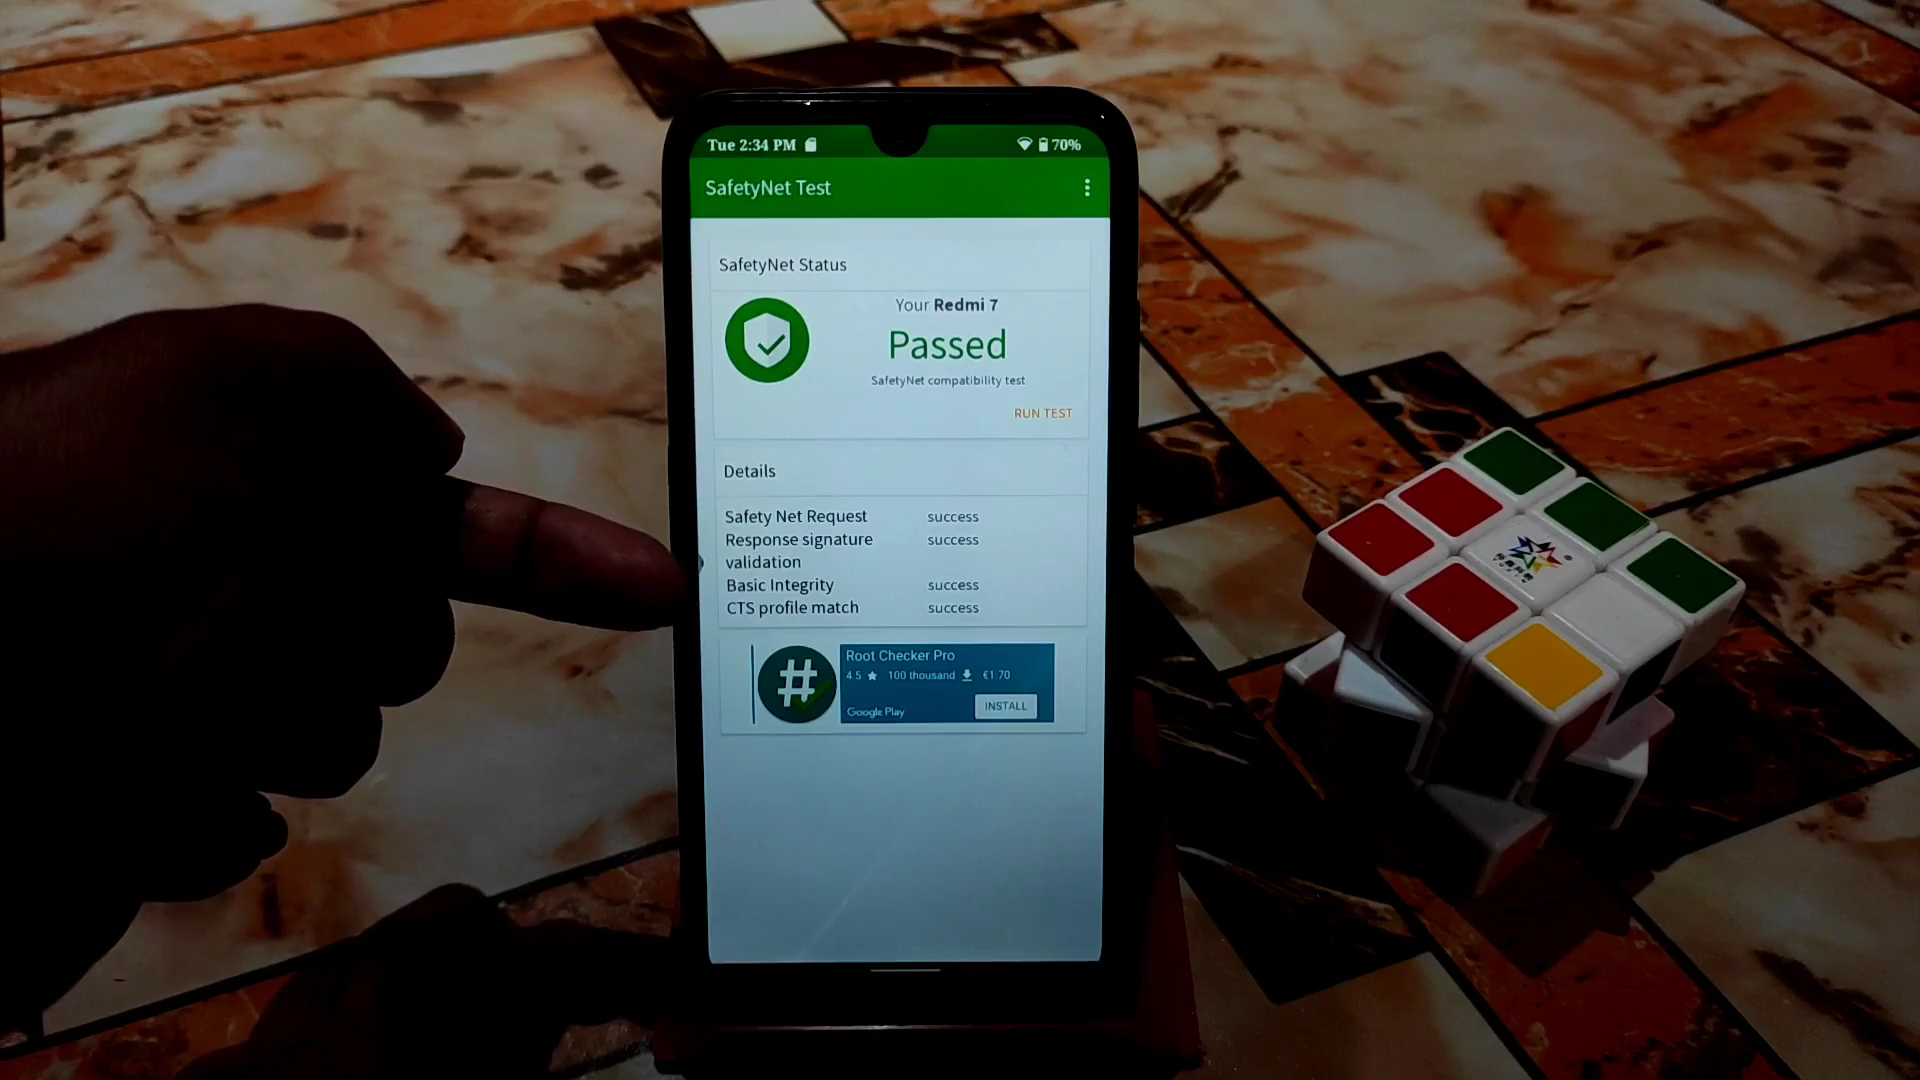 Tue 2:34 PM 70%
SafetyNet Test
SafetyNet Status
Your Redmi 7
Passed
SafetyNet compatibility test
RUN TEST
Details
Safety Net Request success
Response signature success
validation
Basic Integrity success
CTS profile match success
Root Checker Pro
4.5 100 thousand €1.70
Google Play INSTALL